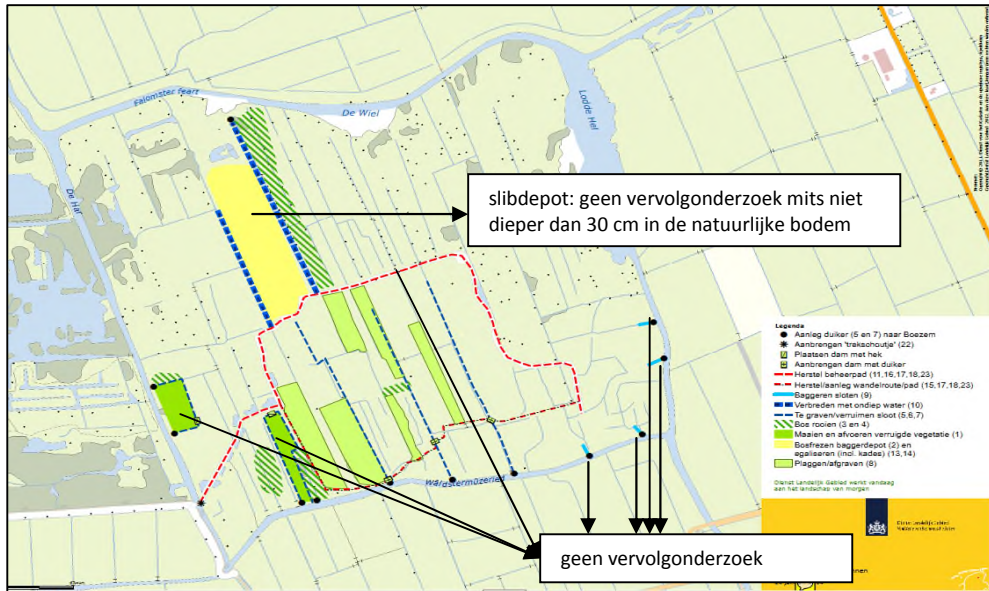 Falomster feart
De Wiel
Lodde Hel
De Haf
slibdepot: geen vervolgonderzoek mits niet
dieper dan 30 cm in de natuurlijke bodem
Legenda
Aanleg duiker (5 en 7) naar Boezem
Aanbrengen 'trekschoutje' (22)
Plaatsen dam met hek
Aanbrengen dam met duiker
Herstel beheerpad (11,16,17,18,23)
Herstel/aanleg wandelroute/pad (15,17,18,23)
Baggeren sloten (9)
Verbreden met ondiep water (10)
Te graven/verruimen sloot (5,6,7)
Bos rooien (3 en 4)
Maaien en afvoeren verruigde vegetatie (1)
Bosfrezen baggerdepot (2) en
egaliseren (incl. kades) (13,14)
Plaggen/afgraven (8)
Dienst Landelijk Gebied werkt vandaag
aan het landschap van morgen
Wâldstermûzeried
geen vervolgonderzoek